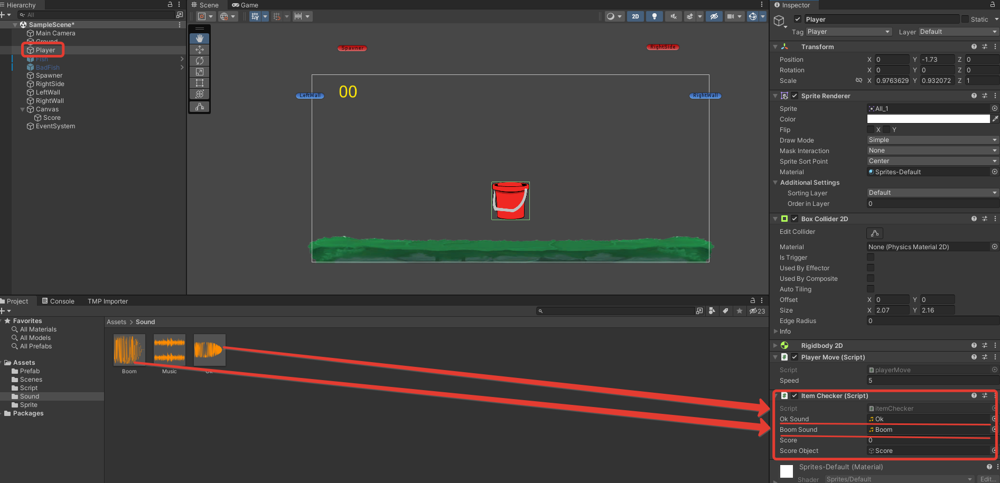 Hierarchy
All
SampleScene*
Main Camera
Ground
Player
Fish
BadFish
Spawner
RightSide
LeftWall
RightWall
Canvas
Score
EventSystem
Scene
Game
2D
Spawner
RightSide
LeftWall
00
RightWall
Project
Console
TMP Importer
23
Favorites
All Materials
All Models
All Prefabs
Assets
Prefab
Scenes
Script
Sound
Sprite
Packages
Assets > Sound
Boom
Music
Ok
Inspector
Player
Static
Tag Player
Layer Default
Transform
Position X 0 Y -1.73 Z 0
Rotation X 0 Y 0 Z 0
Scale X 0.9763629 Y 0.932072 Z 1
Sprite Renderer
Sprite All_1
Color
Flip X Y
Draw Mode Simple
Mask Interaction None
Sprite Sort Point Center
Material Sprites-Default
Additional Settings
Sorting Layer Default
Order in Layer 0
Box Collider 2D
Edit Collider
Material None (Physics Material 2D)
Is Trigger
Used By Effector
Used By Composite
Auto Tiling
Offset X 0 Y 0
Size X 2.07 Y 2.16
Edge Radius 0
Info
Rigidbody 2D
# Player Move (Script)
Script playerMove
Speed 5
# Item Checker (Script)
Script itemChecker
Ok Sound Ok
Boom Sound Boom
Score 0
Score Object Score
Sprites-Default (Material)
Shader Sprites/Default Edit...